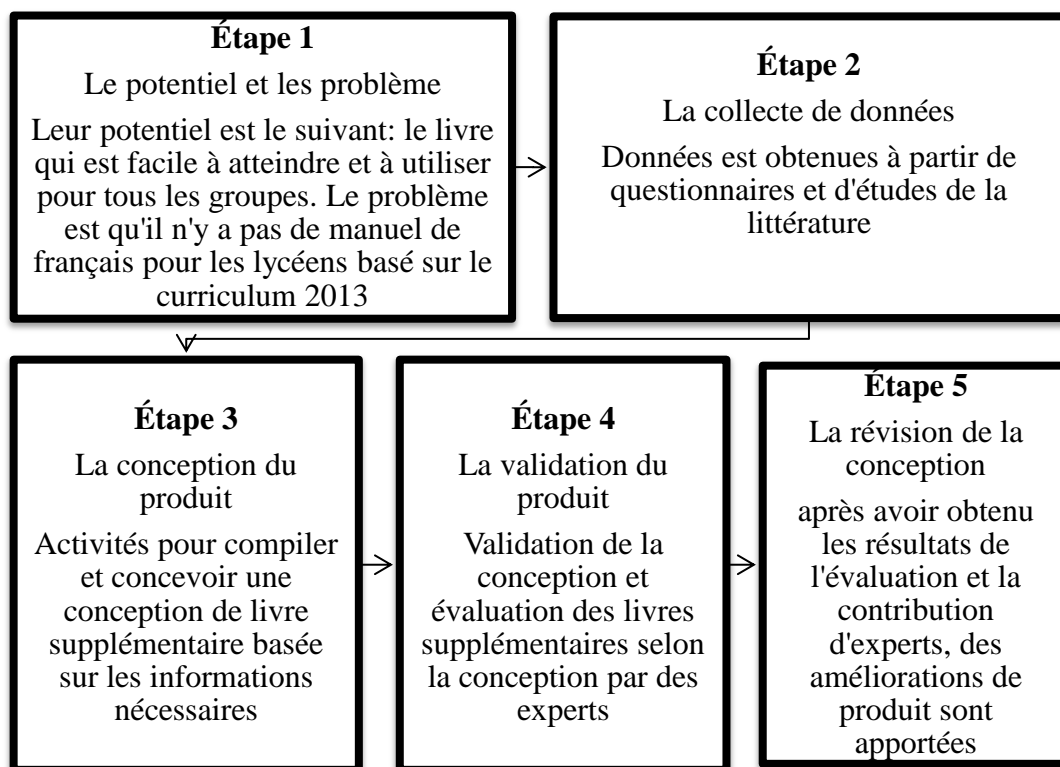 Étape 1
Le potentiel et les problème
Leur potentiel est le suivant: le livre
qui est facile à atteindre et à utiliser
pour tous les groupes. Le problème
est qu'il n'y a pas de manuel de
français pour les lycéens basé sur le
curriculum 2013
Étape 2
La collecte de données
Données est obtenues à partir de
questionnaires et d'études de la
littérature
Étape 3
La conception du
produit
Activités pour compiler
et concevoir une
conception de livre
supplémentaire basée
sur les informations
nécessaires
Étape 4
La validation du
produit
Validation de la
conception et
évaluation des livres
supplémentaires selon
la conception par des
experts
Étape 5
La révision de la
conception
après avoir obtenu
les résultats de
l'évaluation et la
contribution
d'experts, des
améliorations de
produit sont
apportées